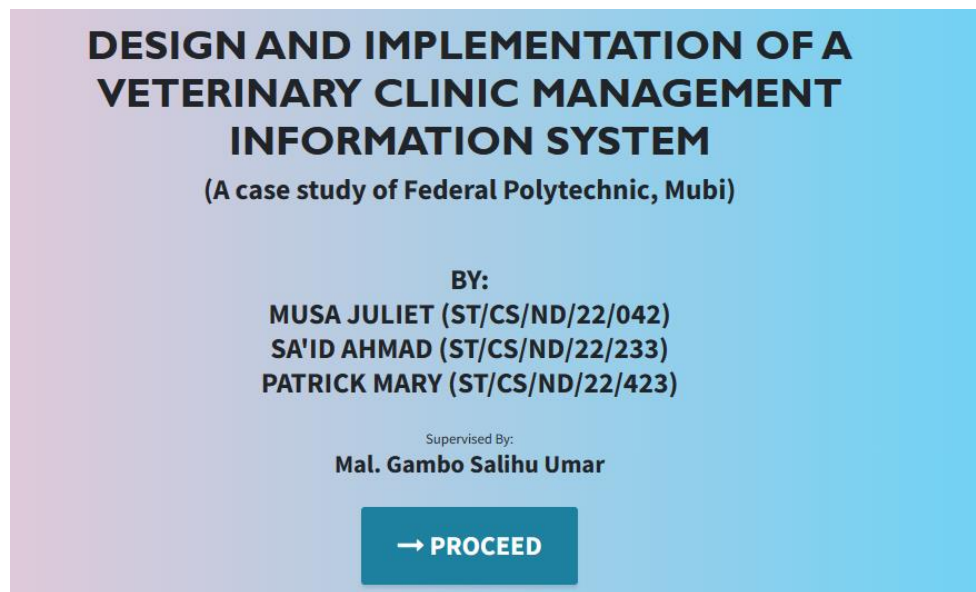 DESIGN AND IMPLEMENTATION OF A
VETERINARY CLINIC MANAGEMENT
INFORMATION SYSTEM
(A case study of Federal Polytechnic, Mubi)
BY:
MUSA JULIET (ST/CS/ND/22/042)
SA'ID AHMAD (ST/CS/ND/22/233)
PATRICK MARY (ST/CS/ND/22/423)
Supervised By:
Mal. Gambo Salihu Umar
→ PROCEED